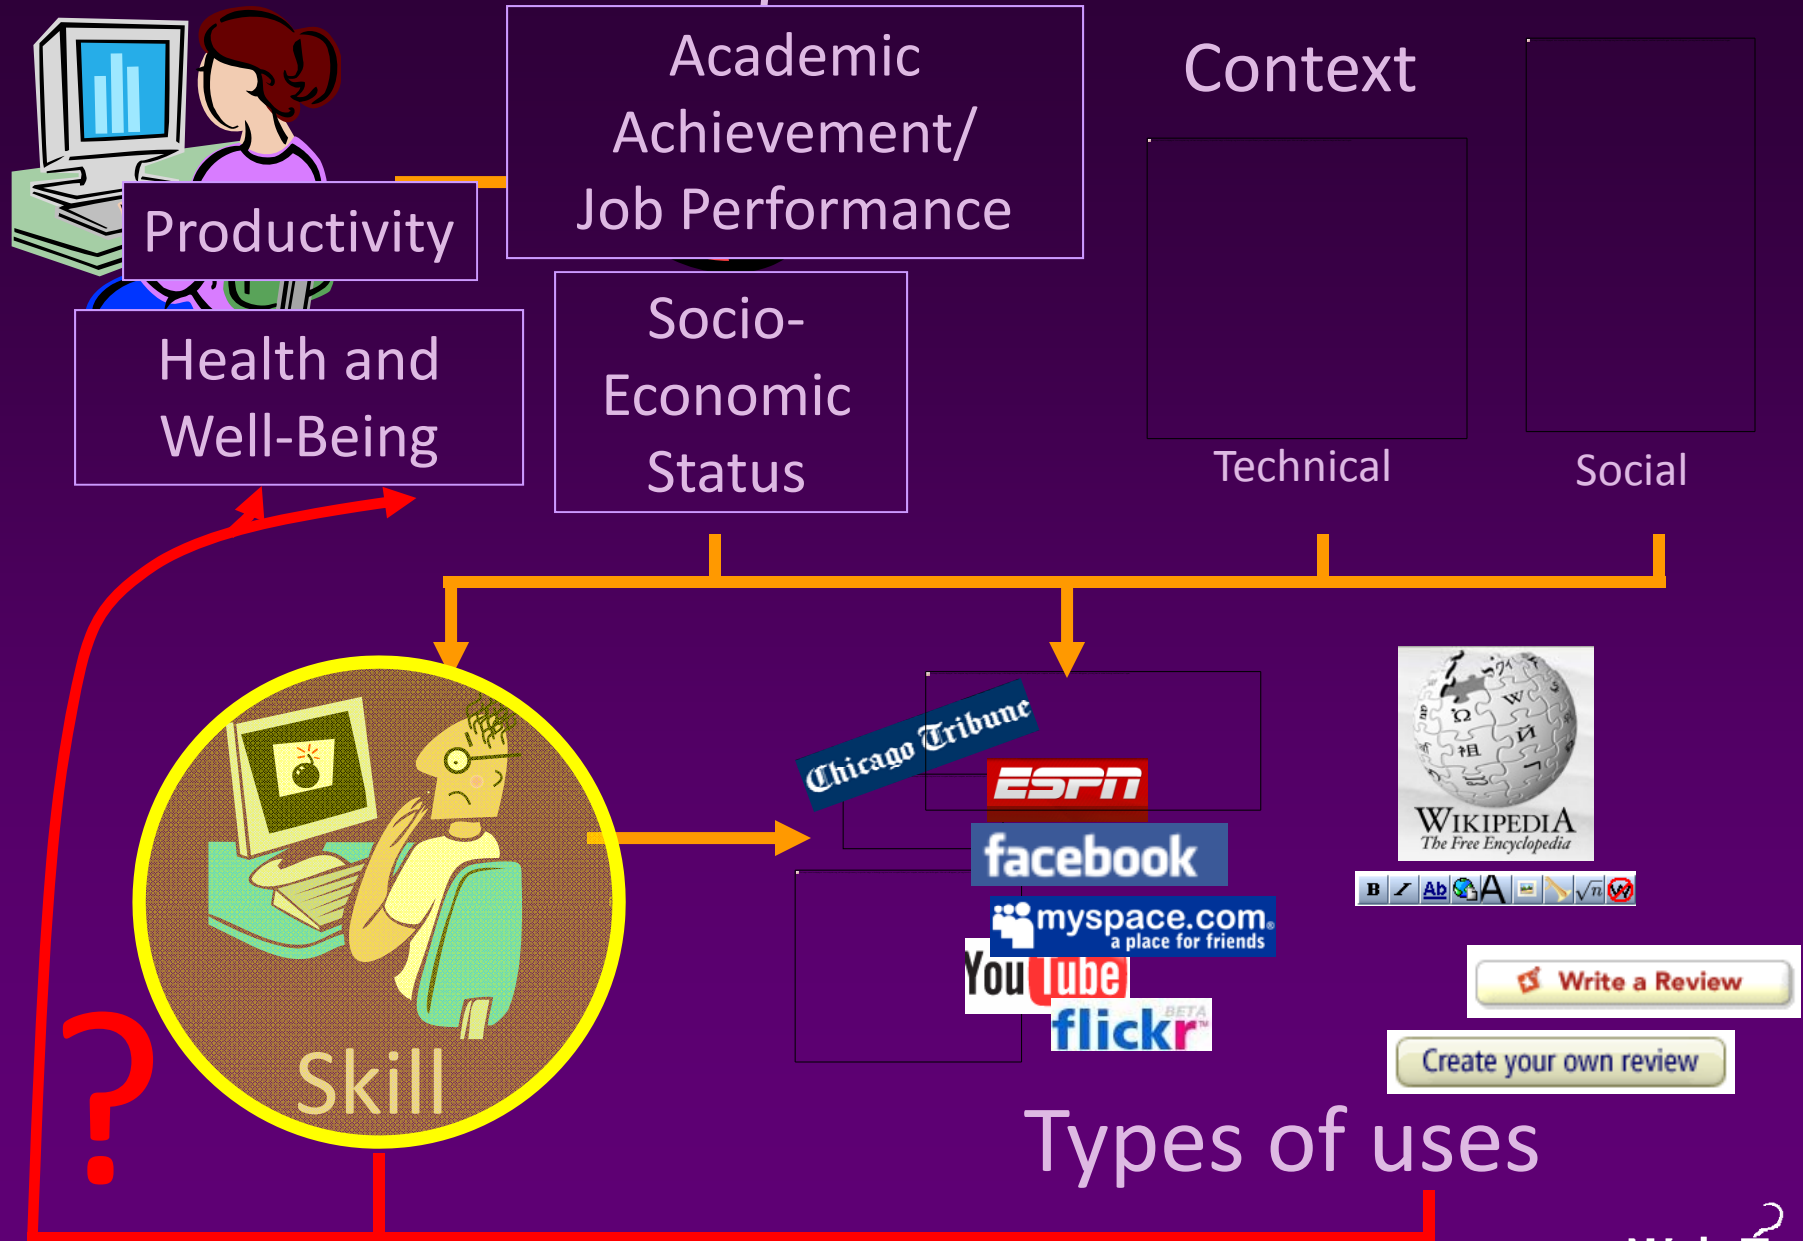 Academic
Achievement/
Job Performance
Context
Productivity
Health and
Well-Being
Socio-
Economic
Status
Technical
Social
Chicago Tribune
ESPN
facebook
myspace.com®
a place for friends
YouTube
flickr™
BETA
WIKIPEDIA
The Free Encyclopedia
B I Ab A √n W
Write a Review
Create your own review
Skill
?
Types of uses